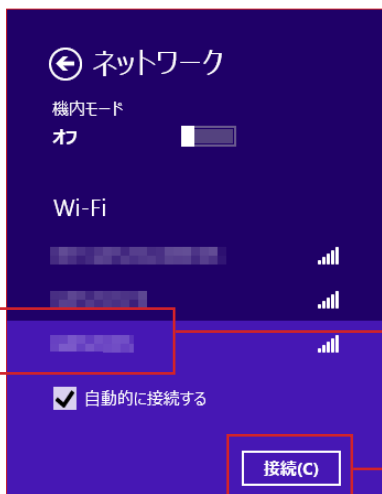 ネットワーク
機内モード
オフ
Wi-Fi
自動的に接続する
接続(C)